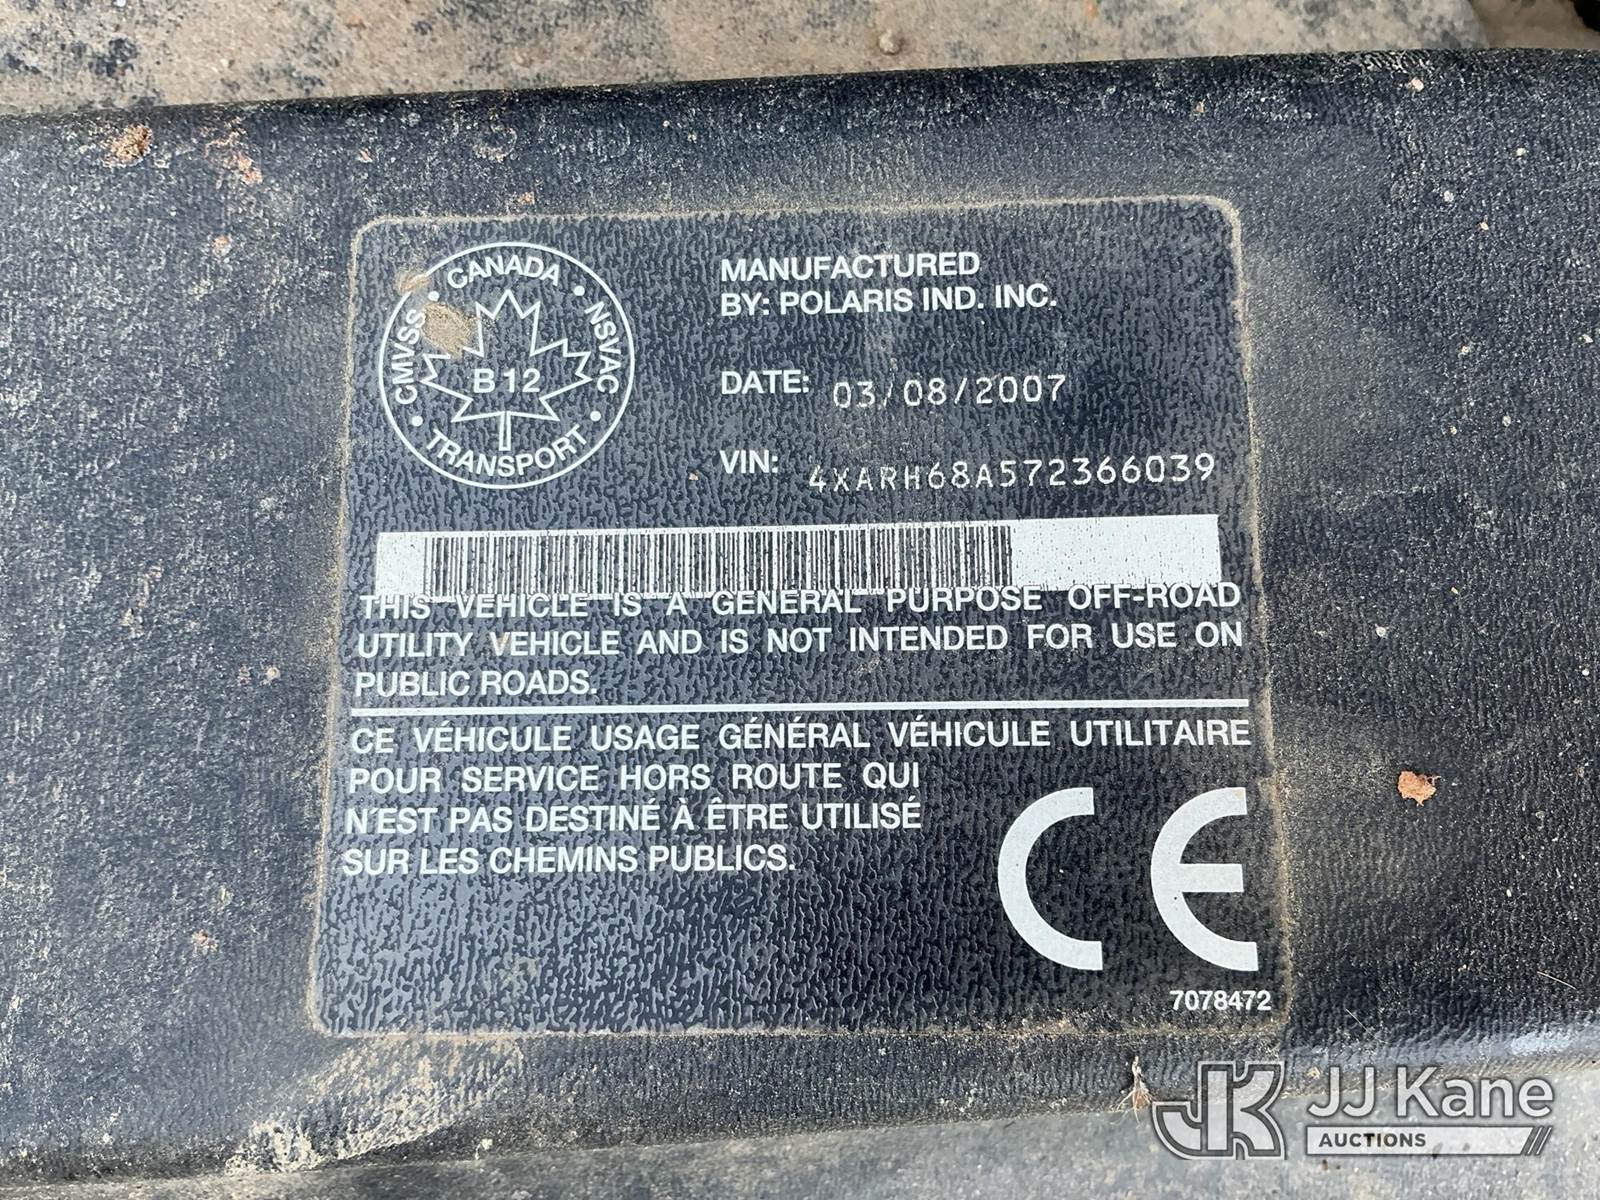 CANADA
CMVSS
NSVAC
B12
TRANSPORT
MANUFACTURED
BY: POLARIS IND. INC.
DATE: 03/08/2007
VIN: 4XARH68A572366039
THIS VEHICLE IS A GENERAL PURPOSE OFF-ROAD
UTILITY VEHICLE AND IS NOT INTENDED FOR USE ON
PUBLIC ROADS.
CE VÉHICULE USAGE GÉNÉRAL VÉHICULE UTILITAIRE
POUR SERVICE HORS ROUTE QUI
N'EST PAS DESTINÉ À ÊTRE UTILISÉ
SUR LES CHEMINS PUBLICS.
CE
7078472
JK JJ Kane
AUCTIONS